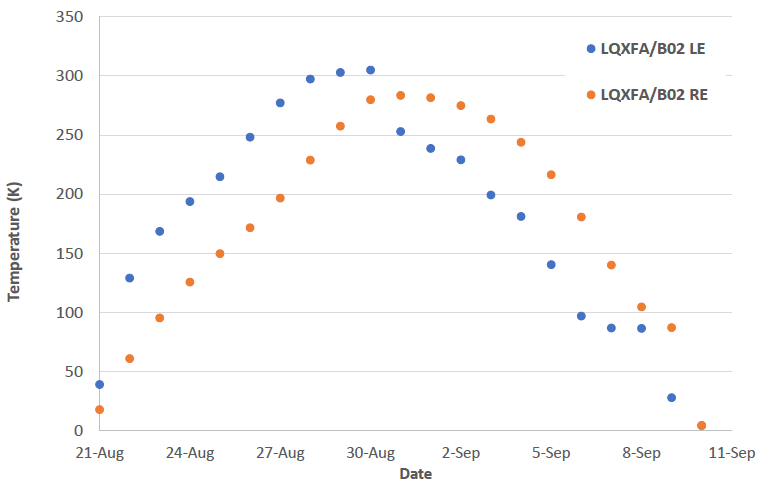 350
300
250
200
150
100
50
0
Temperature (K)
LQXFA/B02 LE
LQXFA/B02 RE
21-Aug 24-Aug 27-Aug 30-Aug 2-Sep 5-Sep 8-Sep 11-Sep
Date